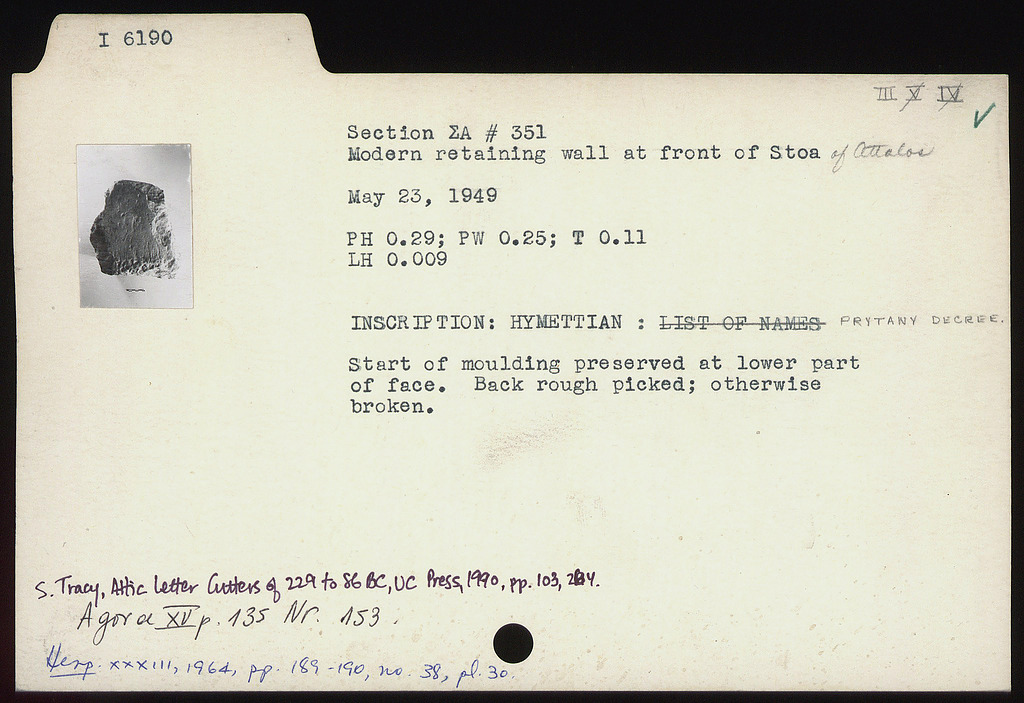 I 6190
III V IV
Section ΣΑ # 351
Modern retaining wall at front of Stoa of Attalos
May 23, 1949
PH 0.29; PW 0.25; T 0.11
LH 0.009
INSCRIPTION: HYMETTIAN : LIST OF NAMES PRYTANY DECREE.
Start of moulding preserved at lower part
of face. Back rough picked; otherwise
broken.
S. Tracy, Attic Letter Cutters of 229 to 86 BC, UC Press, 1990, pp. 103,
Agora XV p. 135 Nr. 153.
Hesp. XXXIII, 1964, pp. 189-190, no. 38, pl. 30.